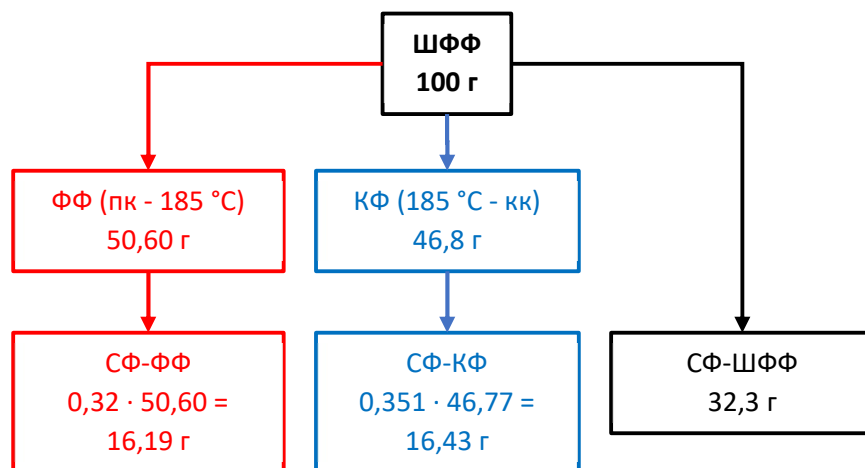 ШФФ
100 г
ФФ (пк - 185 °С)
50,60 г
КФ (185 °С - кк)
46,8 г
СФ-ФФ
0,32 · 50,60 =
16,19 г
СФ-КФ
0,351 · 46,77 =
16,43 г
СФ-ШФФ
32,3 г